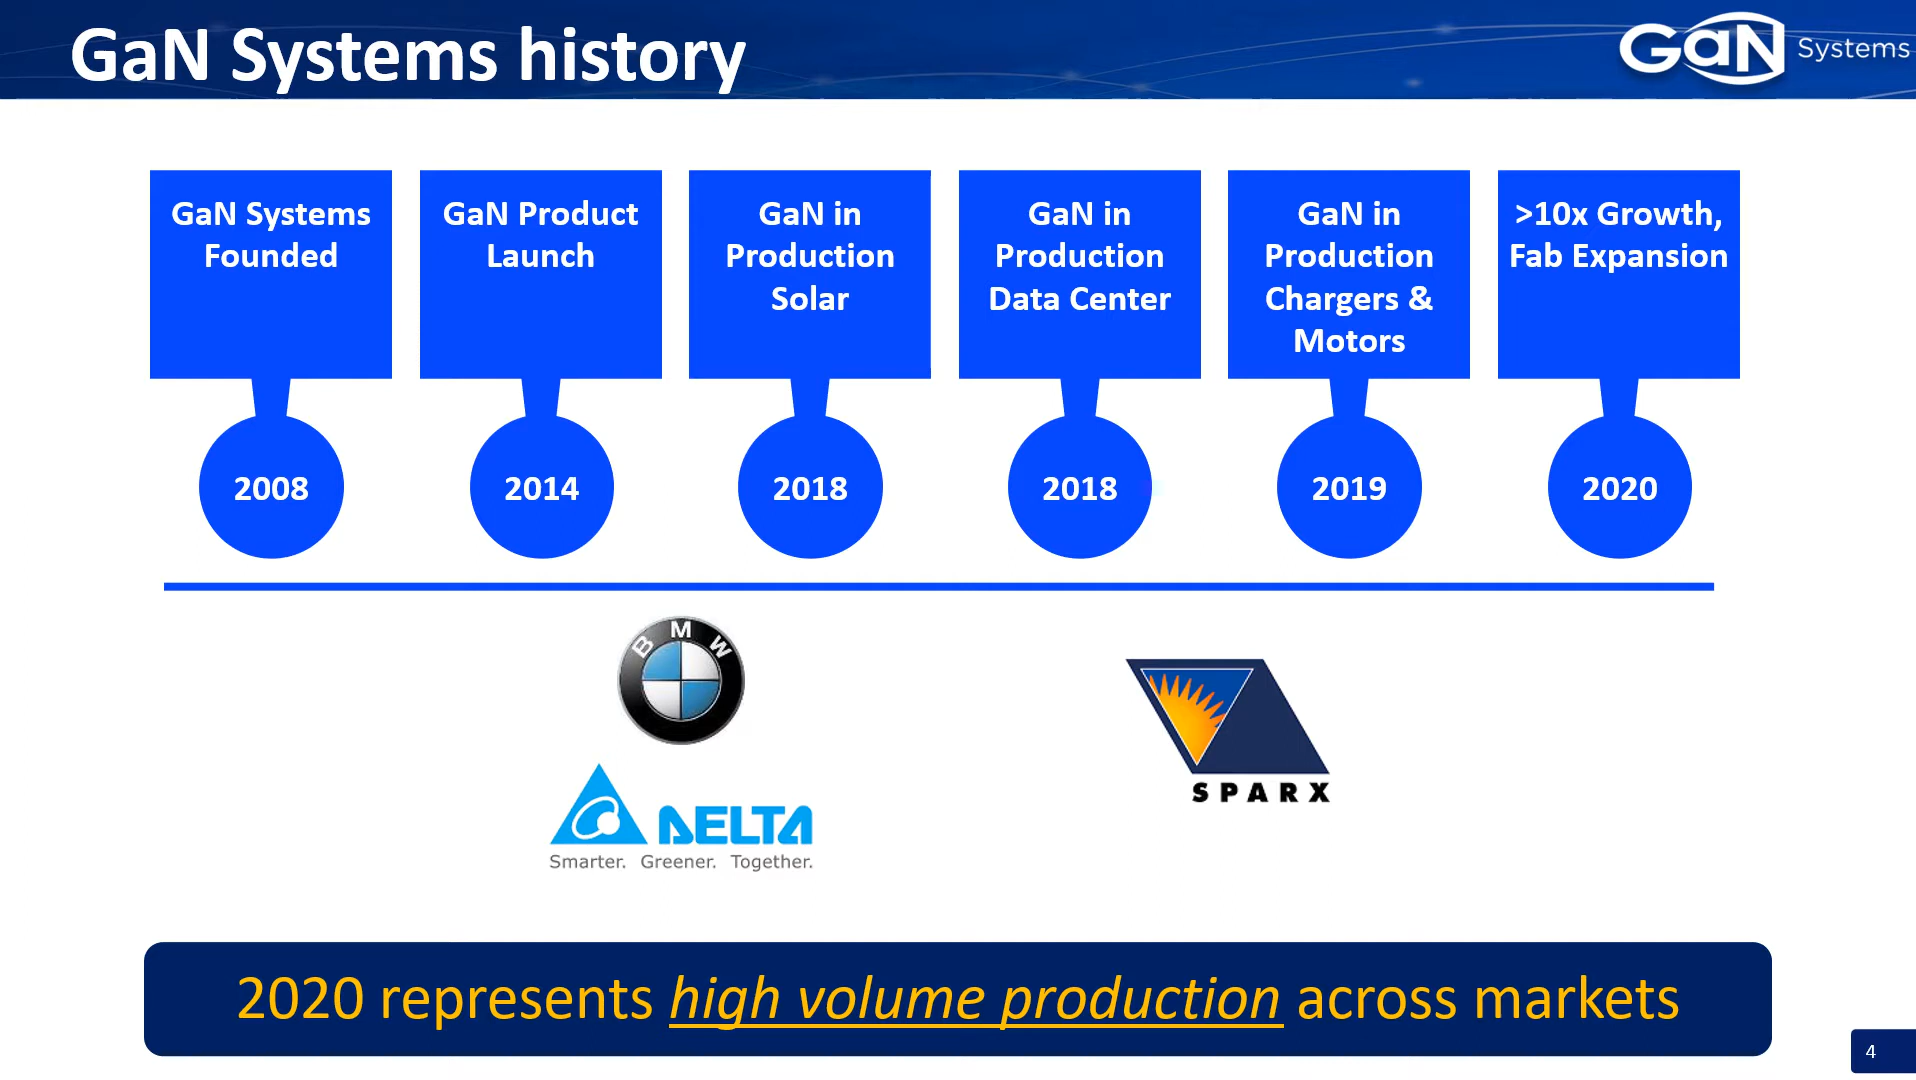 GaN Systems history
GaN Systems
GaN Systems
Founded
GaN Product
Launch
GaN in
Production
Solar
GaN in
Production
Data Center
GaN in
Production
Chargers &
Motors
>10x Growth,
Fab Expansion
2008
2014
2018
2018
2019
2020
BMW
DELTA
Smarter. Greener. Together.
SPARX
2020 represents high volume production across markets
4